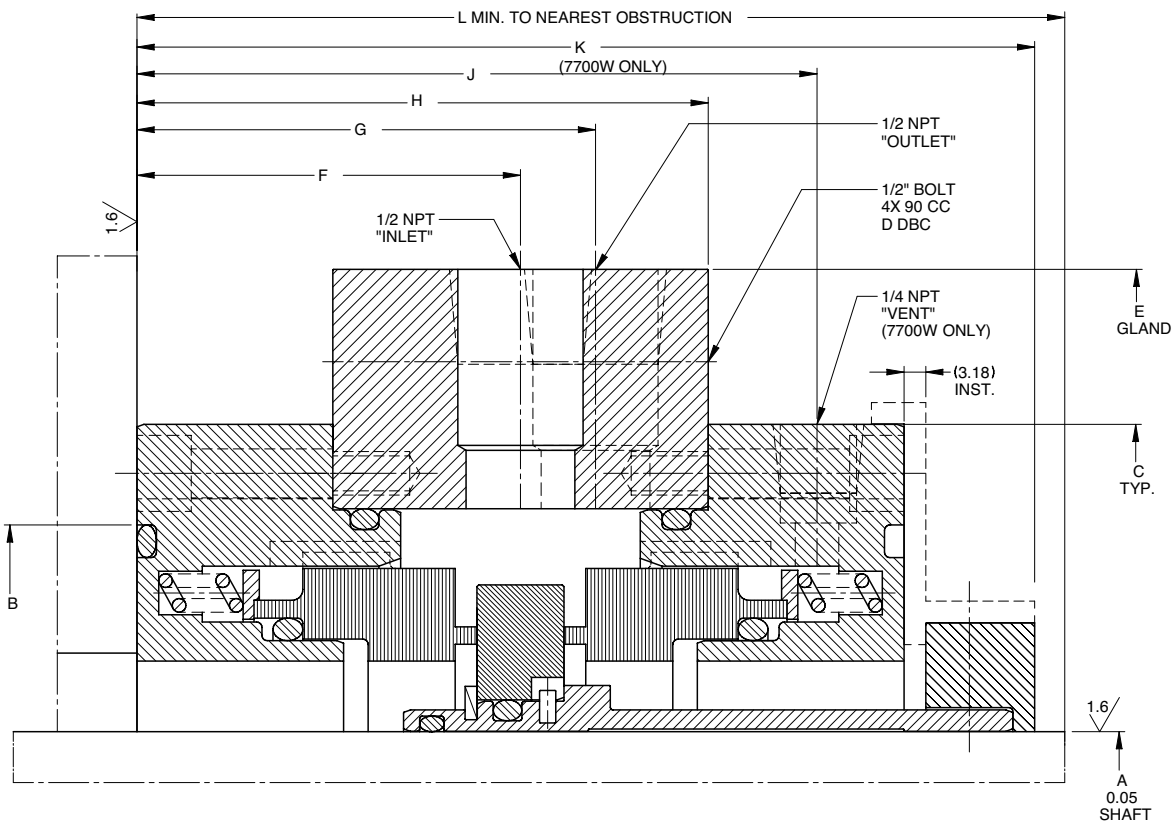 L MIN. TO NEAREST OBSTRUCTION
K
(7700W ONLY)
J
H
G
F
1/2 NPT
"OUTLET"
1/2" BOLT
4X 90 CC
D DBC
1/2 NPT
"INLET"
1.6
1/4 NPT
"VENT"
(7700W ONLY)
E
GLAND
(3.18)
INST.
C
TYP.
B
1.6
A
0.05
SHAFT